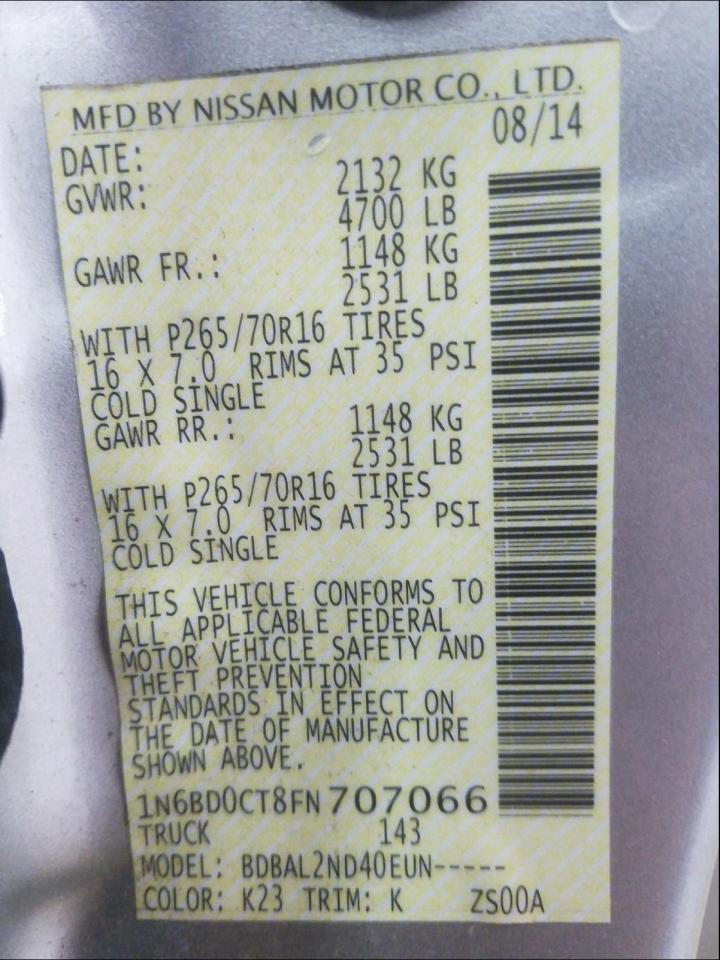 MFD BY NISSAN MOTOR CO., LTD.
DATE: 08/14
GVWR: 2132 KG
4700 LB
GAWR FR.: 1148 KG
2531 LB
WITH P265/70R16 TIRES
16 X 7.0 RIMS AT 35 PSI
COLD SINGLE
GAWR RR.: 1148 KG
2531 LB
WITH P265/70R16 TIRES
16 X 7.0 RIMS AT 35 PSI
COLD SINGLE
THIS VEHICLE CONFORMS TO
ALL APPLICABLE FEDERAL
MOTOR VEHICLE SAFETY AND
THEFT PREVENTION
STANDARDS IN EFFECT ON
THE DATE OF MANUFACTURE
SHOWN ABOVE.
1N6BD0CT8FN707066
TRUCK 143
MODEL: BDBAL2ND40EUN-----
COLOR: K23 TRIM: K ZS00A